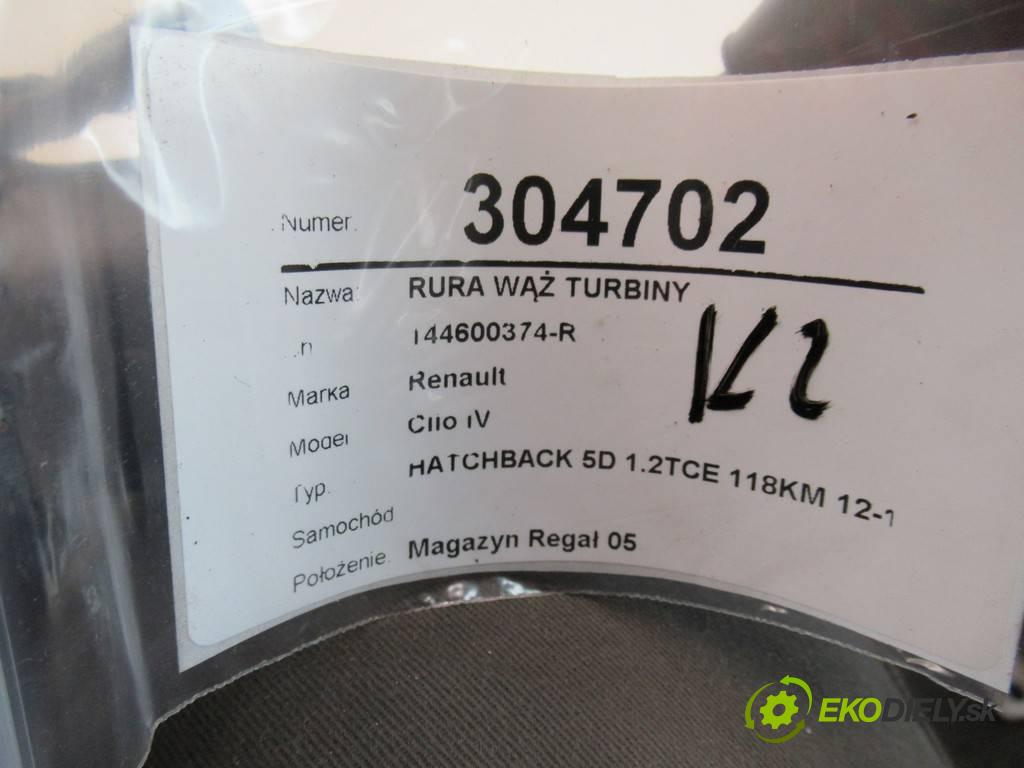 Numer. 304702
Nazwa: RURA WĄŻ TURBINY
.n 144600374-R
Marka Renault
Model Clio IV
Typ. HATCHBACK 5D 1.2TCE 118KM 12-1
Samochód
Położenie. Magazyn Regał 05
K2
EKODIELY.sk